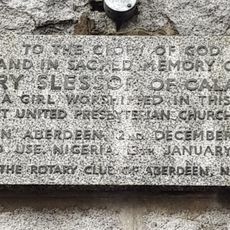 TO THE GLORY OF GOD
AND IN SACRED MEMORY O
RY SLESSOR OF CAL
A GIRL WORSHIPPED IN THIS
T UNITED PRESBYTERIAN CHURCH
N ABERDEEN 2ND DECEMBER
USE, NIGERIA 13TH JANUARY
THE ROTARY CLUB OF ABERDEEN, N